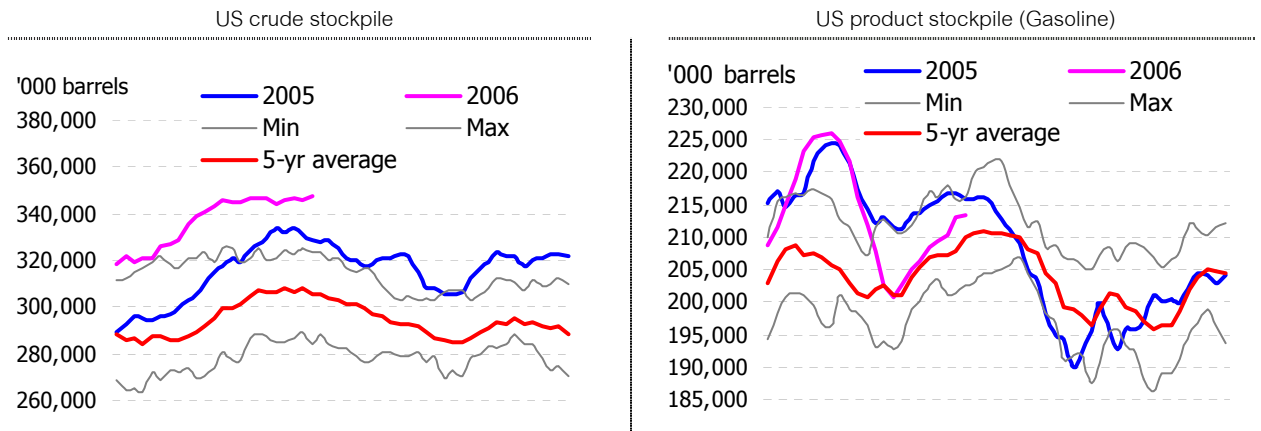 US crude stockpile
'000 barrels
2005 2006
380,000
Min Max
360,000
5-yr average
340,000
320,000
300,000
280,000
260,000
US product stockpile (Gasoline)
'000 barrels
2005 2006
230,000
Min Max
225,000
5-yr average
220,000
215,000
210,000
205,000
200,000
195,000
190,000
185,000